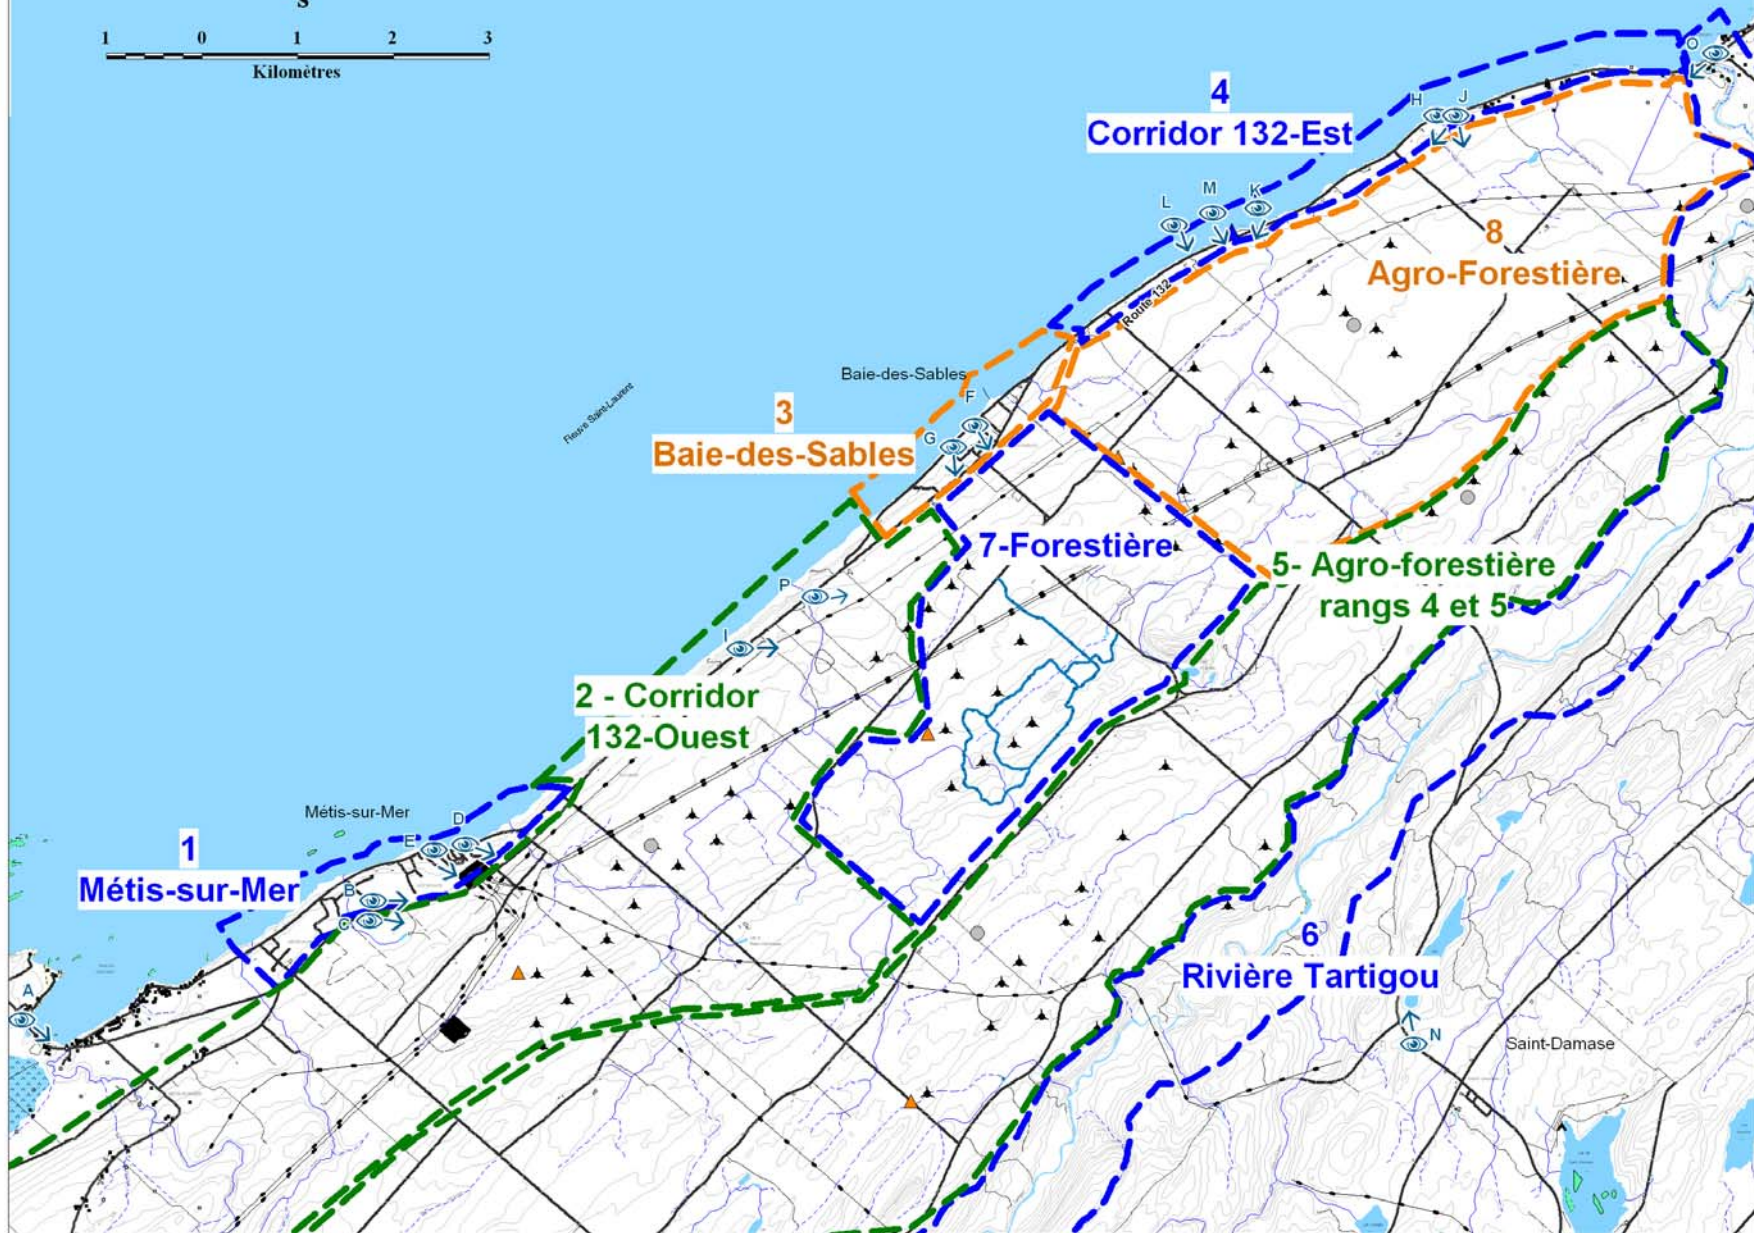 s
1 0 1 2 3
Kilomètres
O
4
Corridor 132-Est
H J
L M K
8
Agro-Forestière
Route 132
Baie-des-Sables
Fleuve Saint-Laurent
3
Baie-des-Sables
F
G
7-Forestière
5- Agro-forestière
rangs 4 et 5
P
I
2 - Corridor
132-Ouest
Métis-sur-Mer
D
E
1
Métis-sur-Mer
B
C
6
Rivière Tartigou
A
N
Saint-Damase